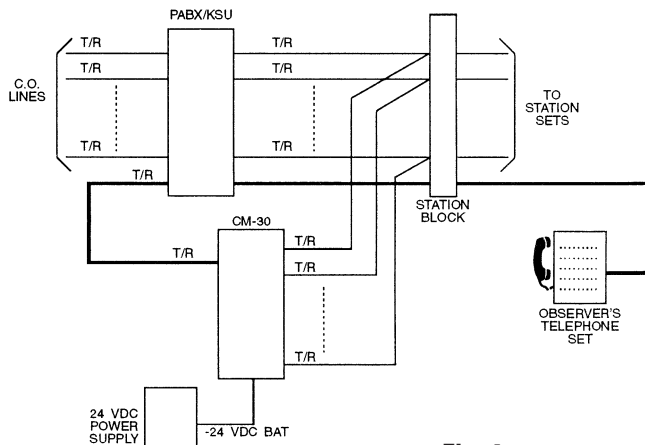 PABX/KSU
T/R
T/R
T/R
T/R
C.O.
LINES
TO
STATION
SETS
T/R
T/R
T/R
STATION
BLOCK
CM-30
T/R
T/R
T/R
OBSERVER'S
TELEPHONE
SET
T/R
24 VDC
POWER
SUPPLY
-24 VDC BAT